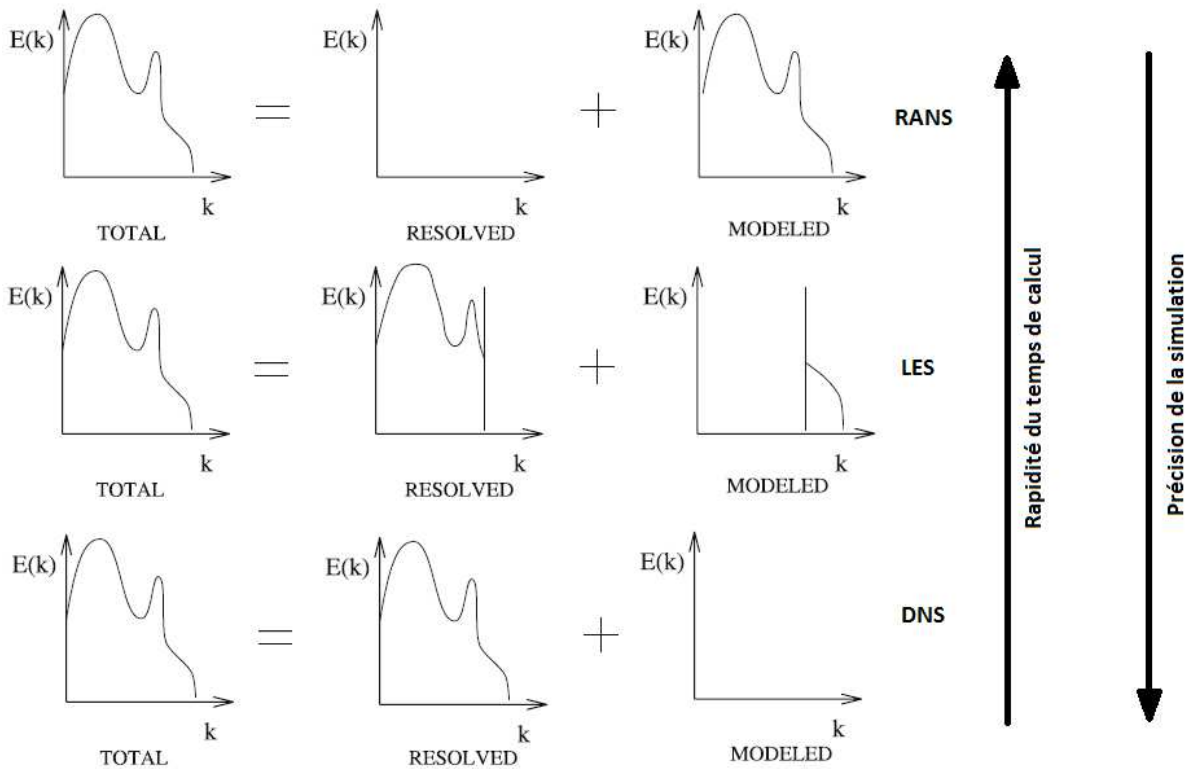 E(k)
k
TOTAL
=
E(k)
k
RESOLVED
+
E(k)
k
MODELED
RANS
E(k)
k
TOTAL
=
E(k)
k
RESOLVED
+
E(k)
k
MODELED
LES
E(k)
k
TOTAL
=
E(k)
k
RESOLVED
+
E(k)
k
MODELED
DNS
Rapidité du temps de calcul
Précision de la simulation